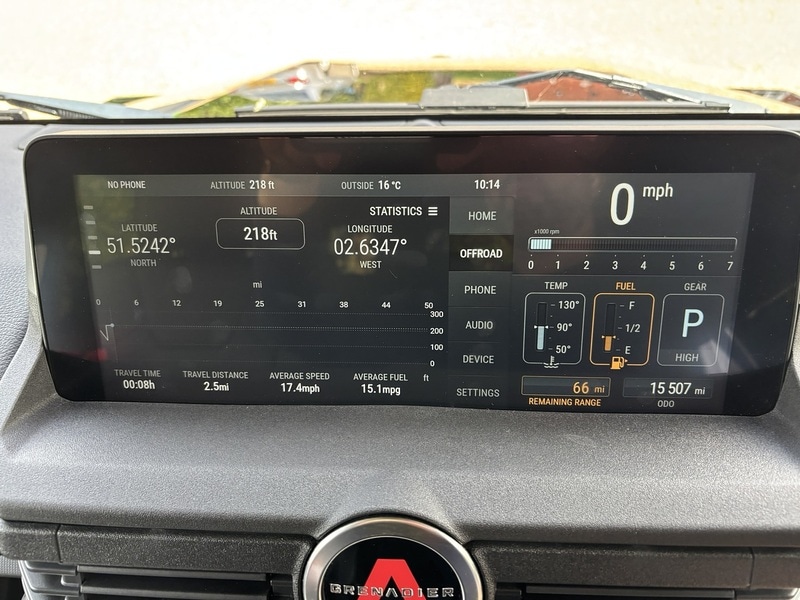 NO PHONE ALTITUDE 218 ft OUTSIDE 16 °C 10:14
STATISTICS
LATITUDE
51.5242°
NORTH
ALTITUDE
218ft
LONGITUDE
02.6347°
WEST
mi
0 6 12 19 25 31 38 44 50
300
200
100
0
ft
TRAVEL TIME
00:08h
TRAVEL DISTANCE
2.5mi
AVERAGE SPEED
17.4mph
AVERAGE FUEL
15.1mpg
HOME
OFFROAD
PHONE
AUDIO
DEVICE
SETTINGS
0 mph
x1000 rpm
0 1 2 3 4 5 6 7
TEMP
130°
90°
50°
FUEL
F
1/2
E
GEAR
P
HIGH
66 mi
REMAINING RANGE
15 507 mi
ODO
GRENADIER